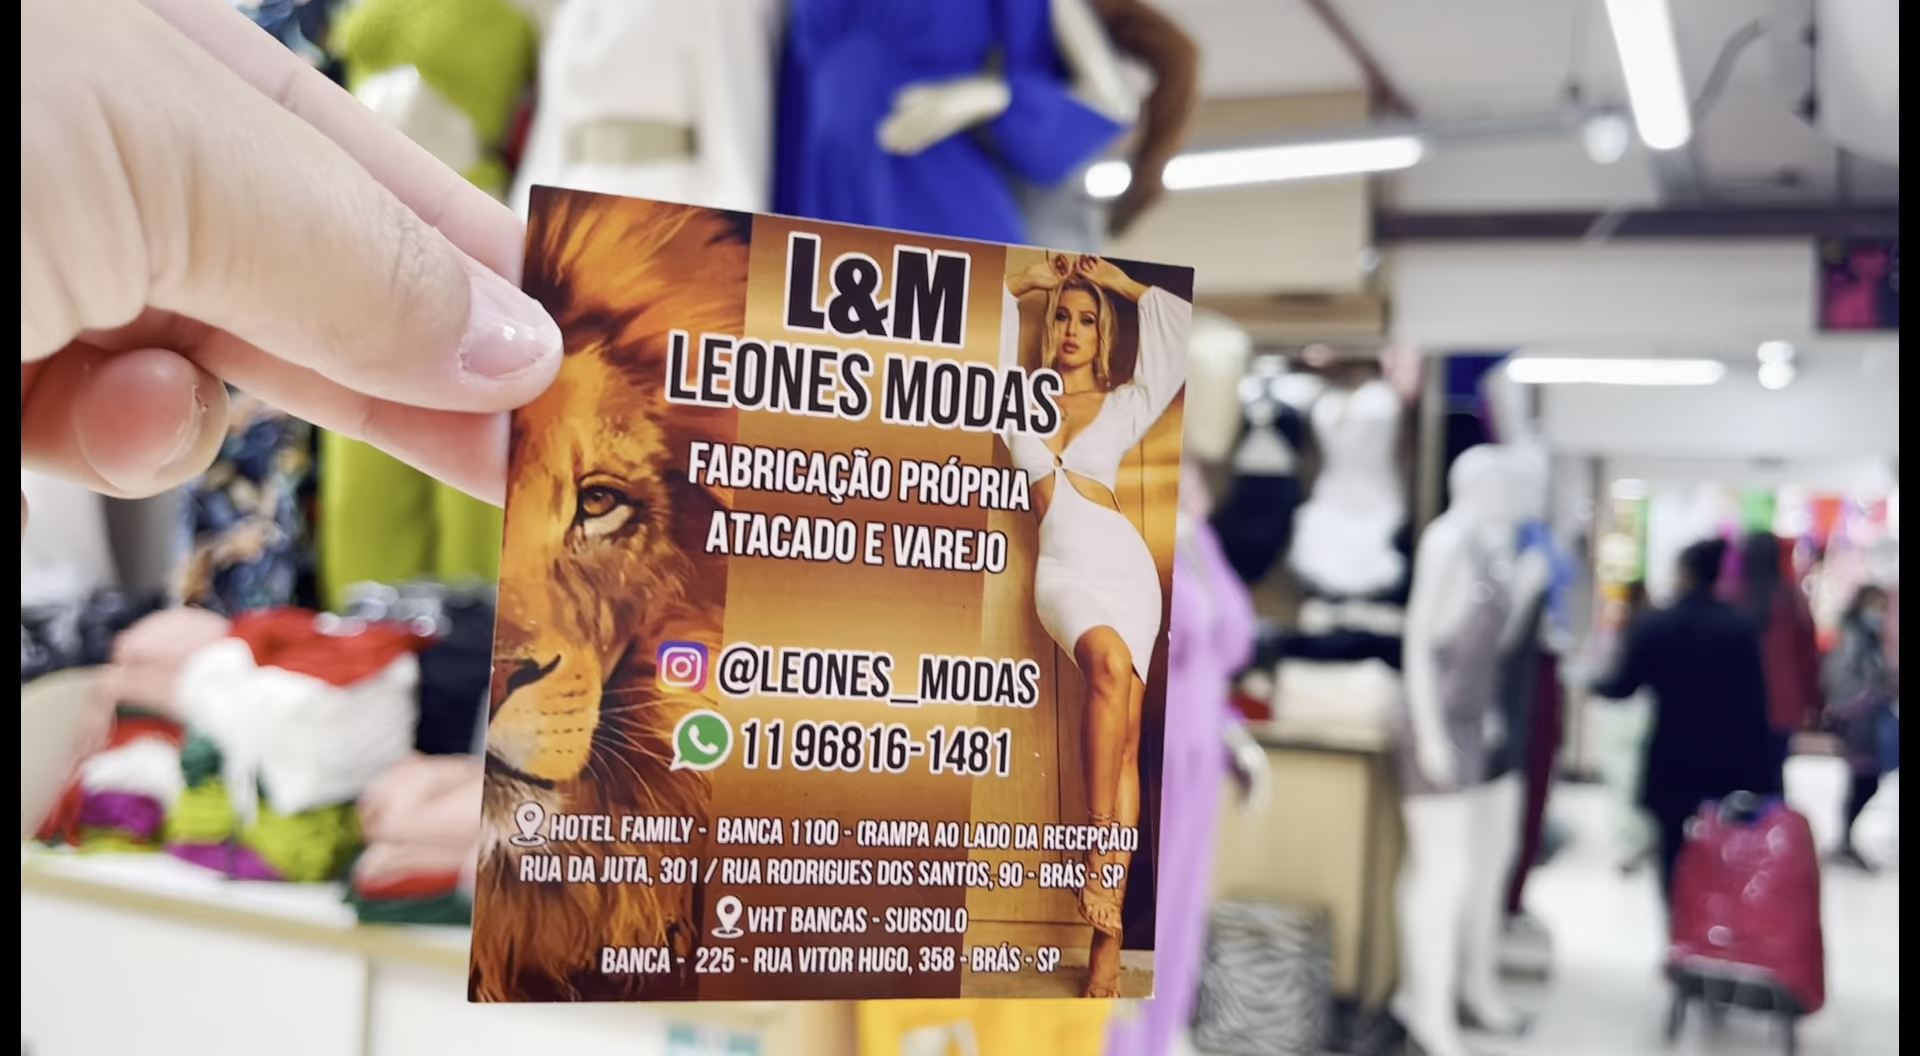 L&M
LEONES MODAS
FABRICAÇÃO PRÓPRIA
ATACADO E VAREJO
@LEONES_MODAS
11 96816-1481
HOTEL FAMILY - BANCA 1100 - (RAMPA AO LADO DA RECEPÇÃO)
RUA DA JUTA, 301 / RUA RODRIGUES DOS SANTOS, 90 - BRÁS - SP
VHT BANCAS - SUBSOLO
BANCA - 225 - RUA VITOR HUGO, 358 - BRÁS - SP